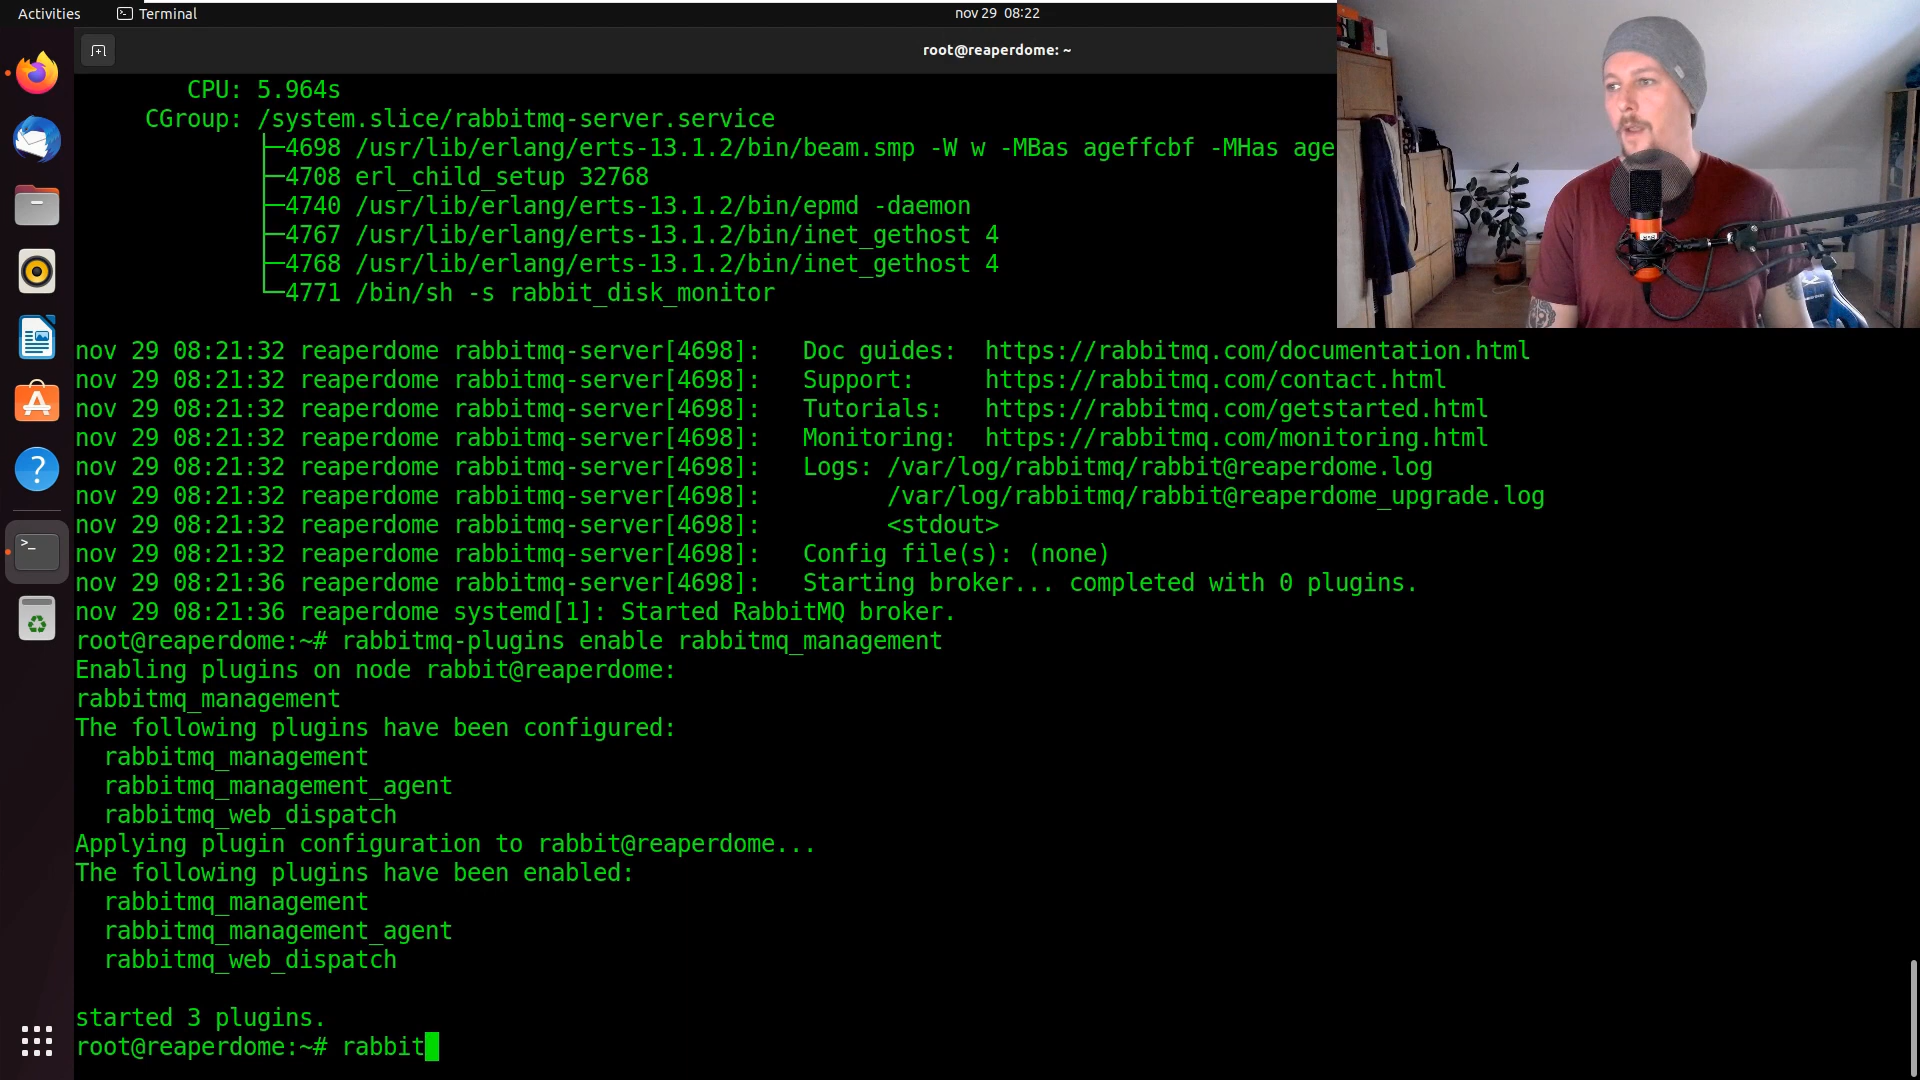 Activities
Terminal
nov 29 08:22
root@reaperdome: ~
CPU: 5.964s
CGroup: /system.slice/rabbitmq-server.service
├─4698 /usr/lib/erlang/erts-13.1.2/bin/beam.smp -W w -MBas ageffcbf -MHas age
├─4708 erl_child_setup 32768
├─4740 /usr/lib/erlang/erts-13.1.2/bin/epmd -daemon
├─4767 /usr/lib/erlang/erts-13.1.2/bin/inet_gethost 4
├─4768 /usr/lib/erlang/erts-13.1.2/bin/inet_gethost 4
└─4771 /bin/sh -s rabbit_disk_monitor
nov 29 08:21:32 reaperdome rabbitmq-server[4698]:   Doc guides:  https://rabbitmq.com/documentation.html
nov 29 08:21:32 reaperdome rabbitmq-server[4698]:   Support:     https://rabbitmq.com/contact.html
nov 29 08:21:32 reaperdome rabbitmq-server[4698]:   Tutorials:   https://rabbitmq.com/getstarted.html
nov 29 08:21:32 reaperdome rabbitmq-server[4698]:   Monitoring:  https://rabbitmq.com/monitoring.html
nov 29 08:21:32 reaperdome rabbitmq-server[4698]:   Logs: /var/log/rabbitmq/rabbit@reaperdome.log
nov 29 08:21:32 reaperdome rabbitmq-server[4698]:         /var/log/rabbitmq/rabbit@reaperdome_upgrade.log
nov 29 08:21:32 reaperdome rabbitmq-server[4698]:         <stdout>
nov 29 08:21:32 reaperdome rabbitmq-server[4698]:   Config file(s): (none)
nov 29 08:21:36 reaperdome rabbitmq-server[4698]:   Starting broker... completed with 0 plugins.
nov 29 08:21:36 reaperdome systemd[1]: Started RabbitMQ broker.
root@reaperdome:~# rabbitmq-plugins enable rabbitmq_management
Enabling plugins on node rabbit@reaperdome:
rabbitmq_management
The following plugins have been configured:
rabbitmq_management
rabbitmq_management_agent
rabbitmq_web_dispatch
Applying plugin configuration to rabbit@reaperdome...
The following plugins have been enabled:
rabbitmq_management
rabbitmq_management_agent
rabbitmq_web_dispatch
started 3 plugins.
root@reaperdome:~# rabbit